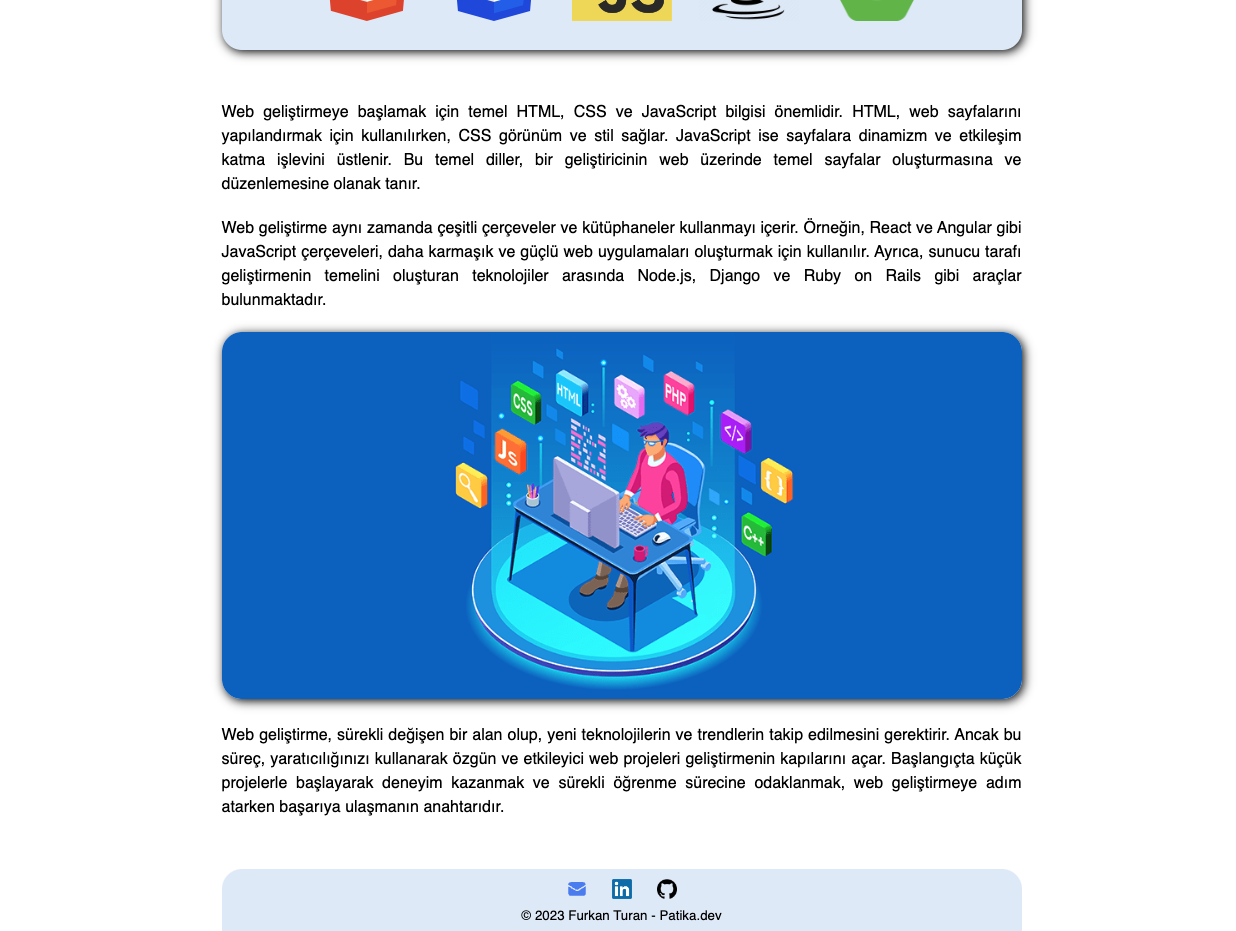 JS
Web geliştirmeye başlamak için temel HTML, CSS ve JavaScript bilgisi önemlidir. HTML, web sayfalarını
yapılandırmak için kullanılırken, CSS görünüm ve stil sağlar. JavaScript ise sayfalara dinamizm ve etkileşim
katma işlevini üstlenir. Bu temel diller, bir geliştiricinin web üzerinde temel sayfalar oluşturmasına ve
düzenlemesine olanak tanır.
Web geliştirme aynı zamanda çeşitli çerçeveler ve kütüphaneler kullanmayı içerir. Örneğin, React ve Angular gibi
JavaScript çerçeveleri, daha karmaşık ve güçlü web uygulamaları oluşturmak için kullanılır. Ayrıca, sunucu tarafı
geliştirmenin temelini oluşturan teknolojiler arasında Node.js, Django ve Ruby on Rails gibi araçlar
bulunmaktadır.
CSS
HTML
PHP
</>
Js
{ }
C++
Web geliştirme, sürekli değişen bir alan olup, yeni teknolojilerin ve trendlerin takip edilmesini gerektirir. Ancak bu
süreç, yaratıcılığınızı kullanarak özgün ve etkileyici web projeleri geliştirmenin kapılarını açar. Başlangıçta küçük
projelerle başlayarak deneyim kazanmak ve sürekli öğrenme sürecine odaklanmak, web geliştirmeye adım
atarken başarıya ulaşmanın anahtarıdır.
in
© 2023 Furkan Turan - Patika.dev